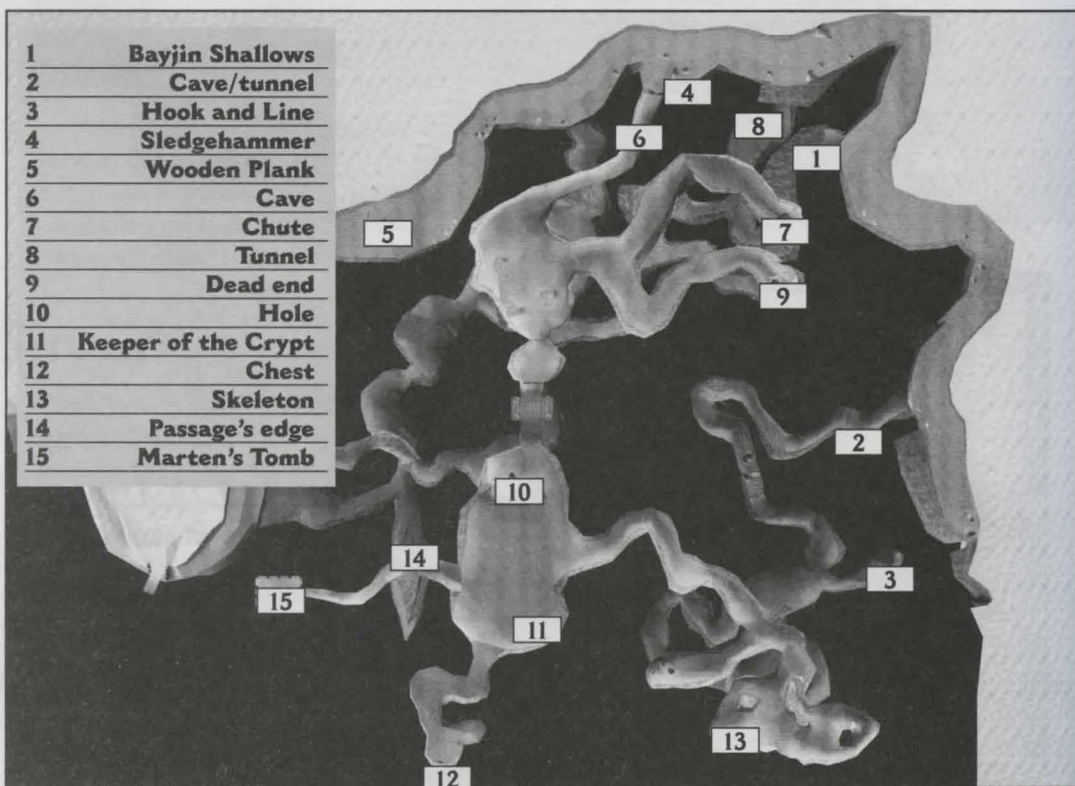 1 Bayjin Shallows
2 Cave/tunnel
3 Hook and Line
4 Sledgehammer
5 Wooden Plank
6 Cave
7 Chute
8 Tunnel
9 Dead end
10 Hole
11 Keeper of the Crypt
12 Chest
13 Skeleton
14 Passage's edge
15 Marten's Tomb
4
8
6
1
5
7
9
2
10
14
3
15
11
13
12